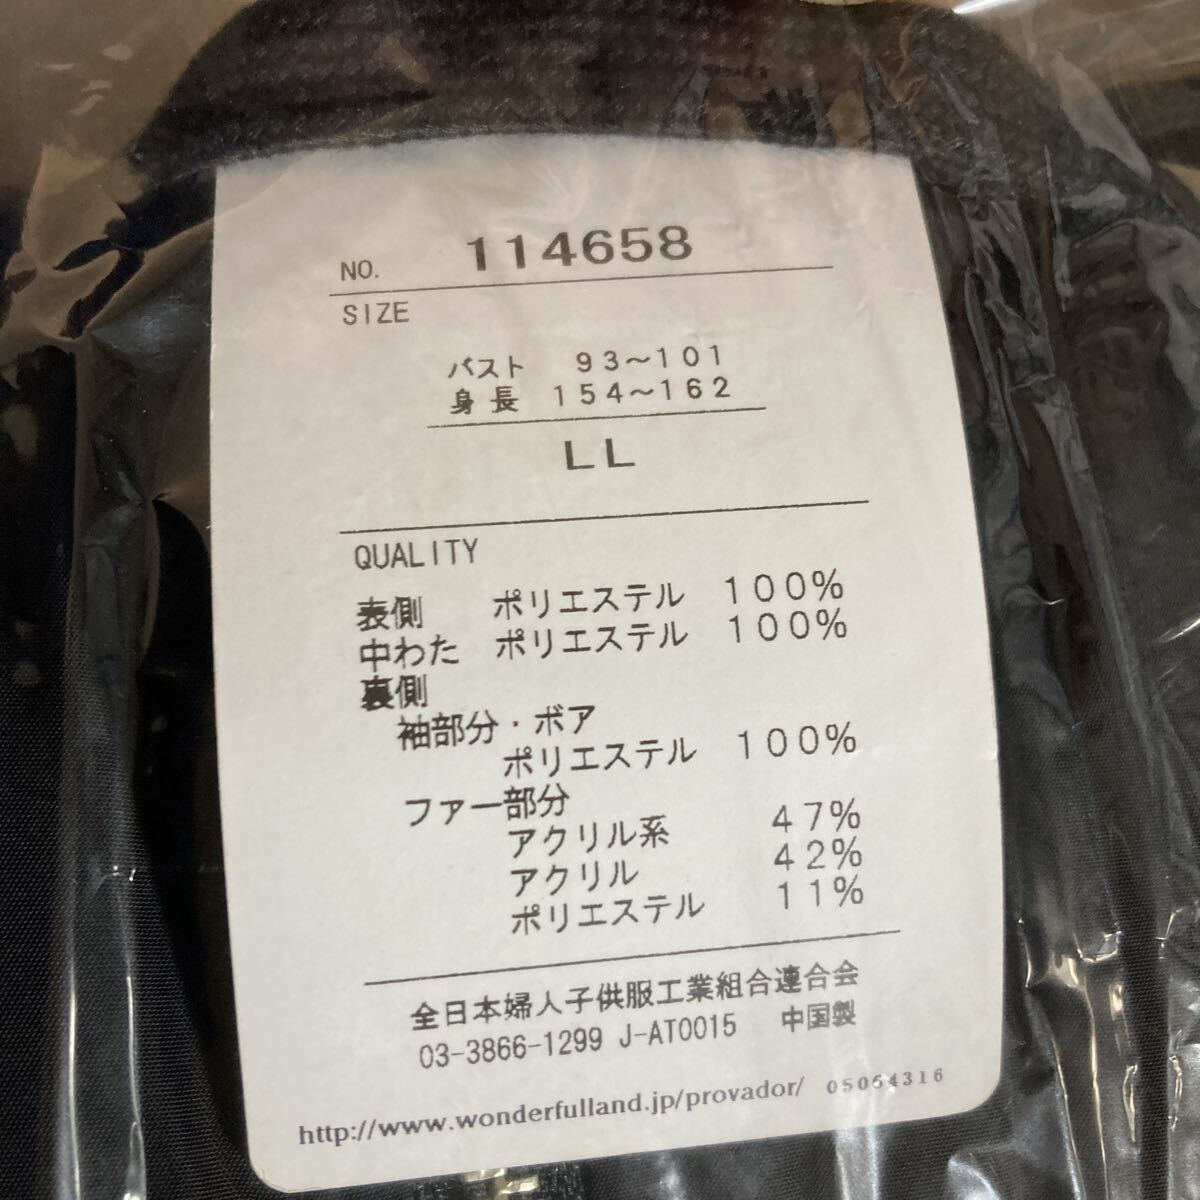 NO. 114658
SIZE
バスト 93～101
身長 154～162
LL
QUALITY
表側 ポリエステル 100%
中わた ポリエステル 100%
裏側
袖部分・ボア
ポリエステル 100%
ファー部分
アクリル系 47%
アクリル 42%
ポリエステル 11%
全日本婦人子供服工業組合連合会
03-3866-1299 J-AT0015 中国製
http://www.wonderfulland.jp/provador/ 05064316